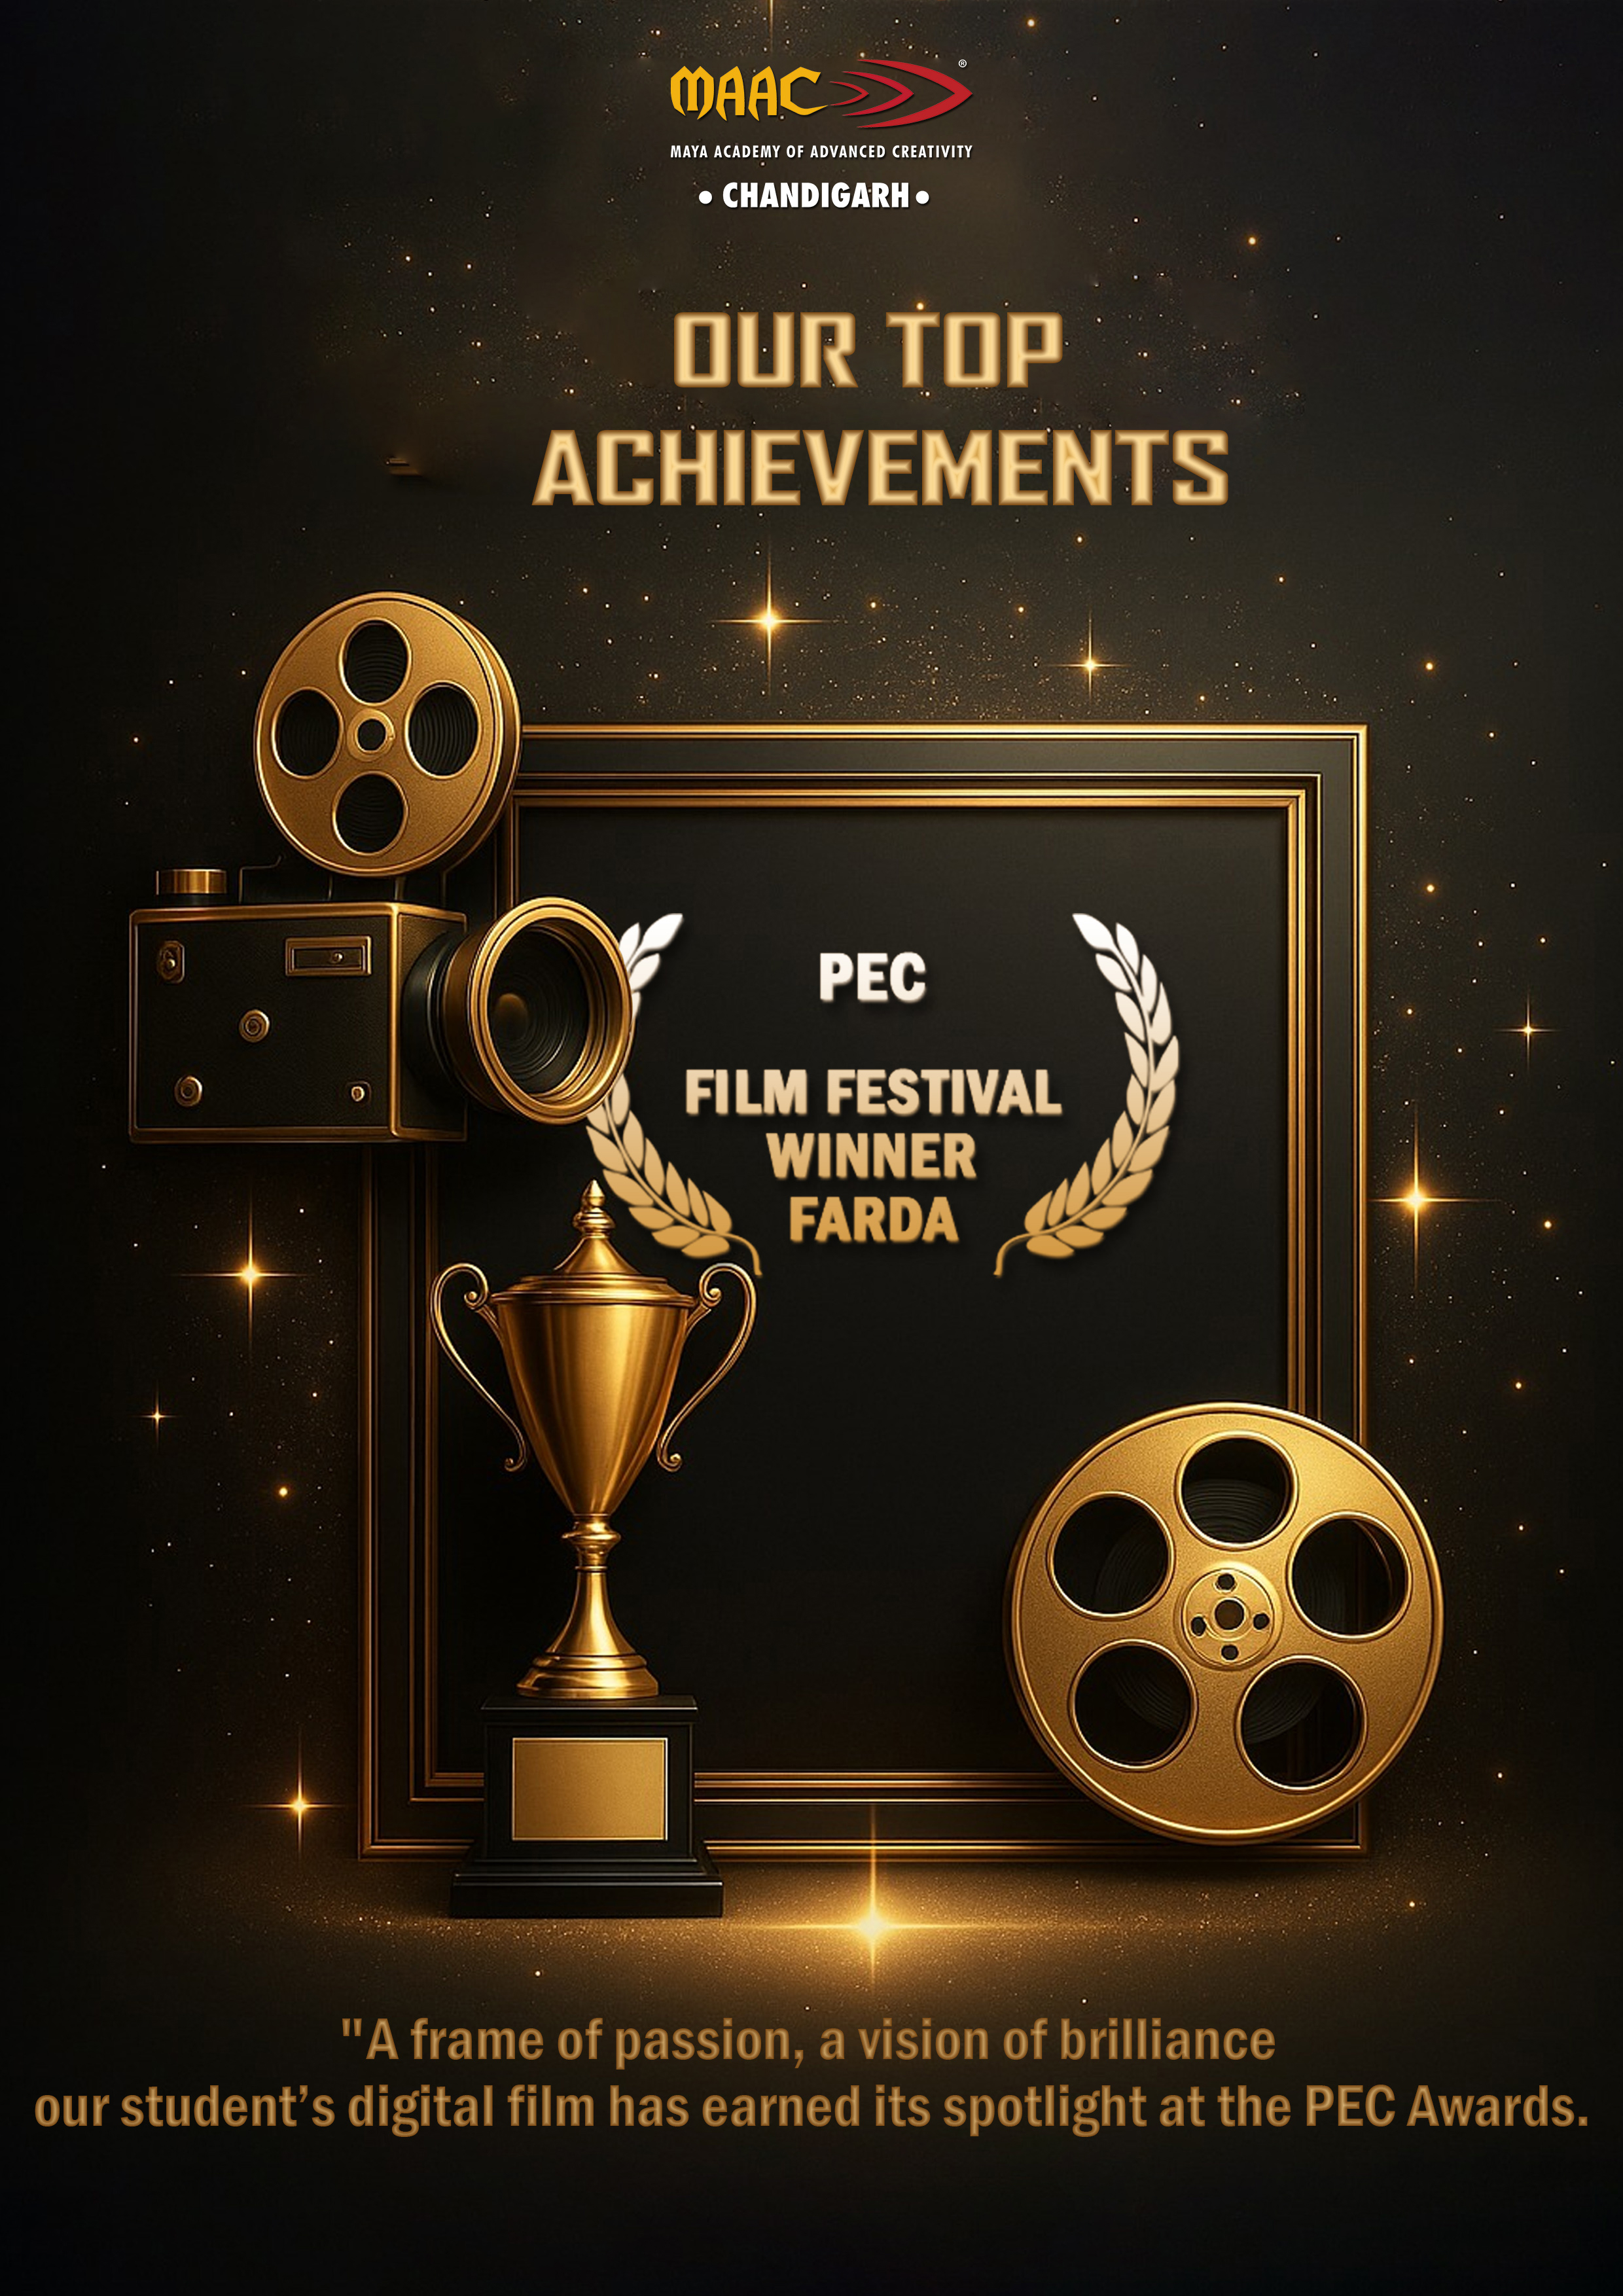 MAAC ®
MAYA ACADEMY OF ADVANCED CREATIVITY
• CHANDIGARH •
OUR TOP
ACHIEVEMENTS
PEC
FILM FESTIVAL
WINNER
FARDA
"A frame of passion, a vision of brilliance
our student’s digital film has earned its spotlight at the PEC Awards.